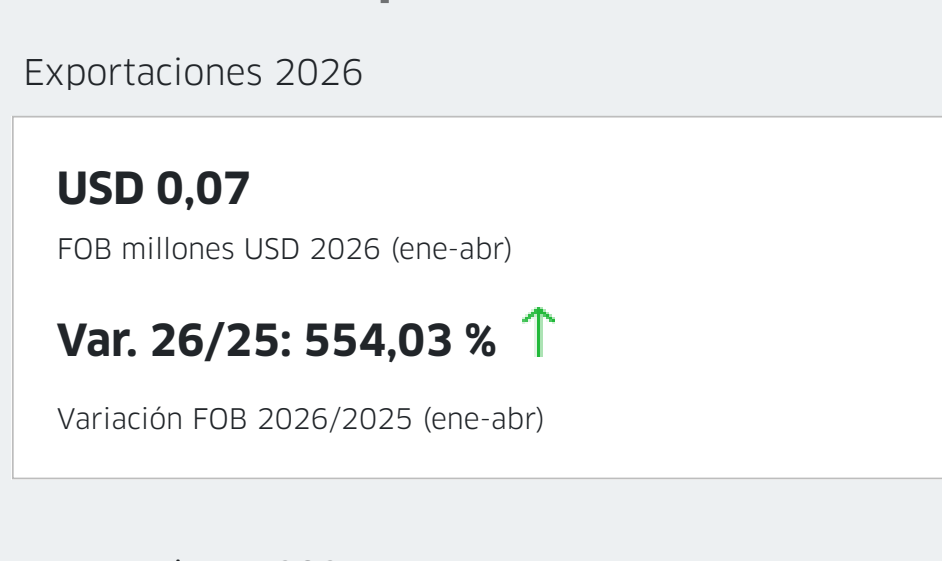 Exportaciones 2026
USD 0,07
FOB millones USD 2026 (ene-abr)
Var. 26/25: 554,03 %
Variación FOB 2026/2025 (ene-abr)